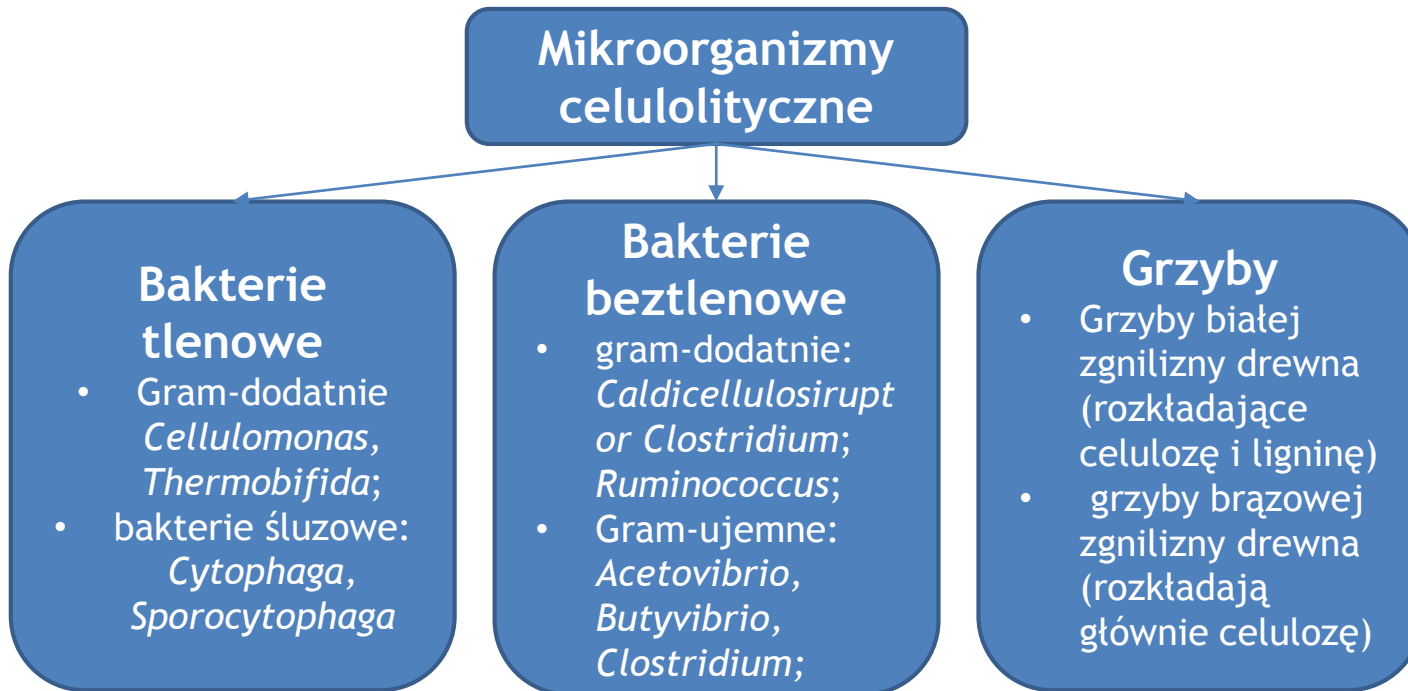 Mikroorganizmy
celulolityczne
Bakterie
tlenowe
• Gram-dodatnie
Cellulomonas,
Thermobifida;
• bakterie śluzowe:
Cytophaga,
Sporocytophaga
Bakterie
beztlenowe
• gram-dodatnie:
Caldicellulosirupt
or Clostridium;
Ruminococcus;
• Gram-ujemne:
Acetovibrio,
Butyvibrio,
Clostridium;
Grzyby
• Grzyby białej
zgnilizny drewna
(rozkładające
celulozę i ligninę)
• grzyby brązowej
zgnilizny drewna
(rozkładają
głównie celulozę)